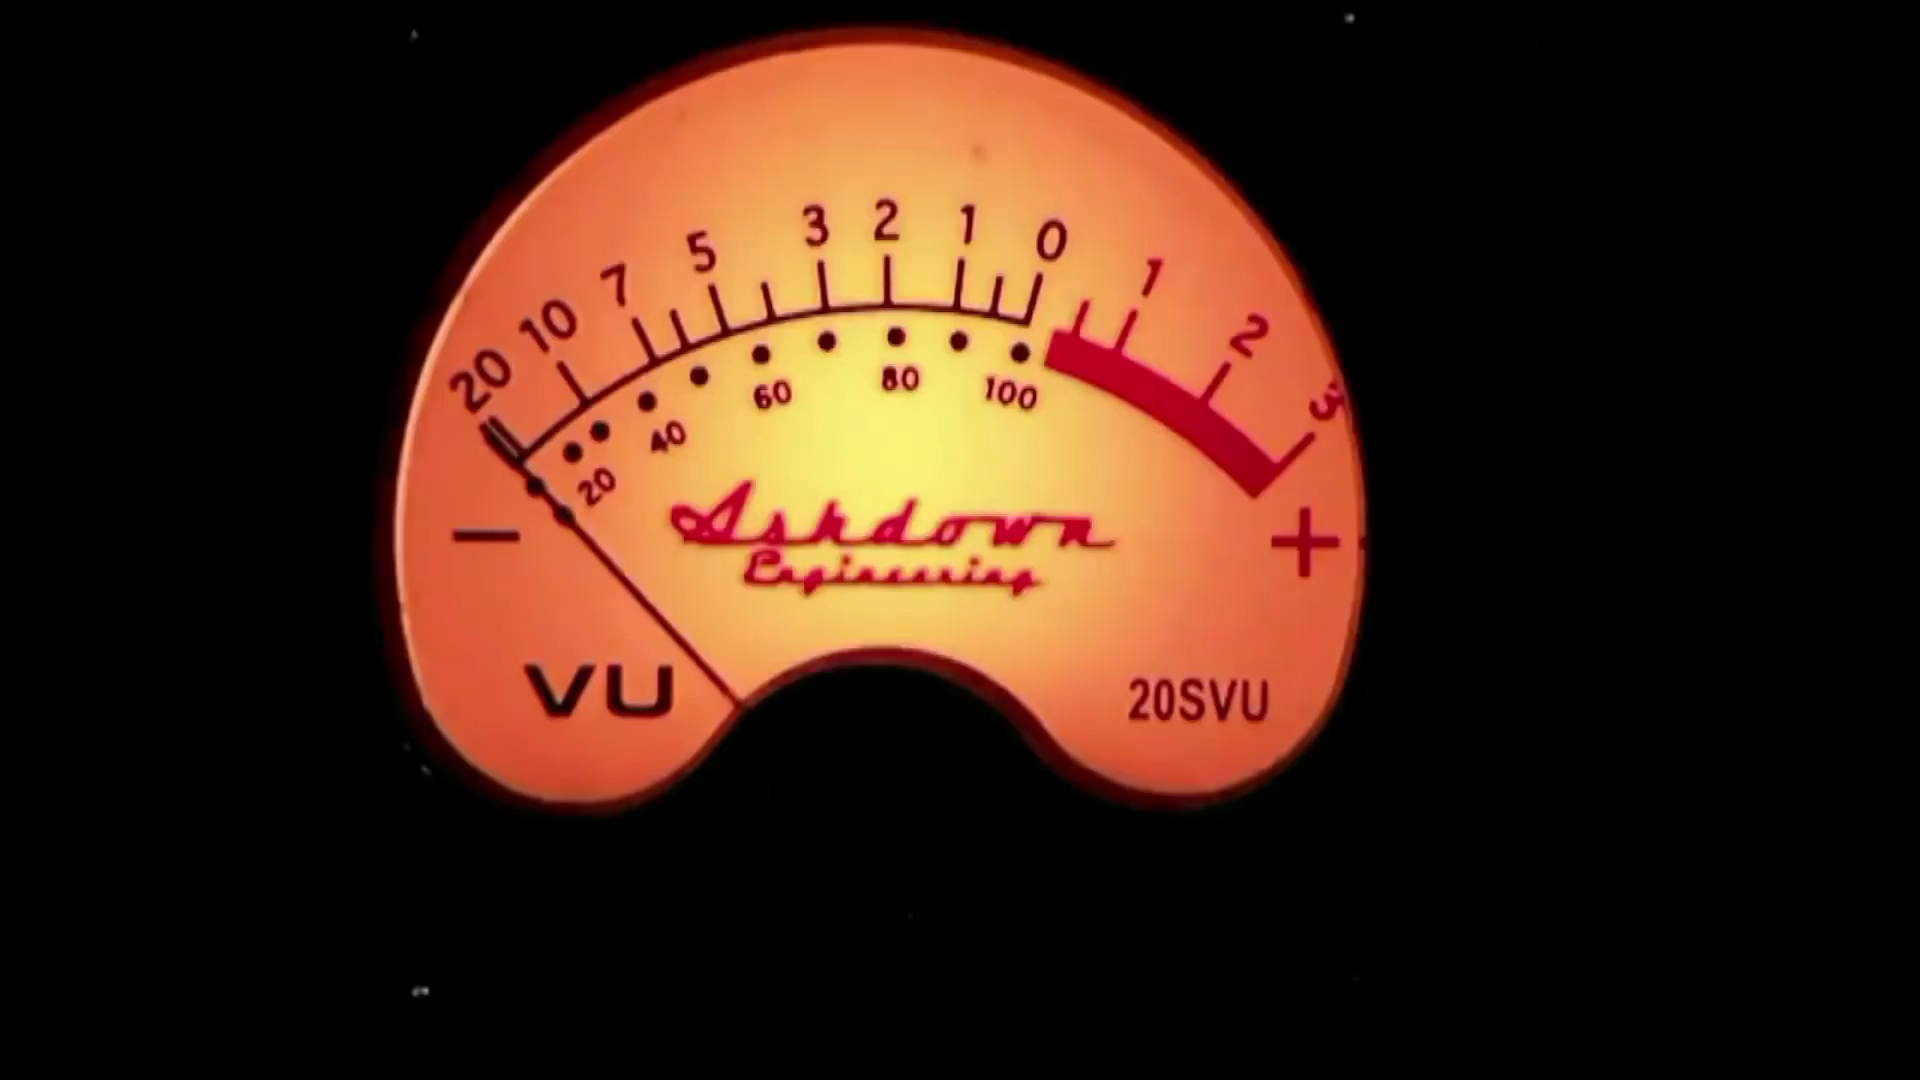 20 10 7 5 3 2 1 0 1 2 3
20 40 60 80 100
− +
Ashdown
Engineering
VU 20SVU